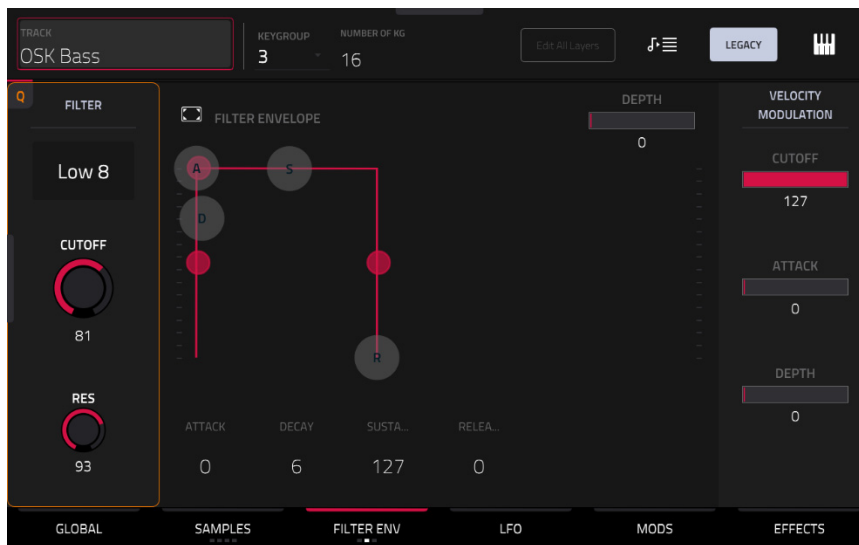 TRACK
OSK Bass
KEYGROUP
3
NUMBER OF KG
16
Edit All Layers
LEGACY
Q
FILTER
Low 8
CUTOFF
81
RES
93
FILTER ENVELOPE
DEPTH
0
A
S
D
R
ATTACK DECAY SUSTA... RELEA...
0 6 127 0
VELOCITY
MODULATION
CUTOFF
127
ATTACK
0
DEPTH
0
GLOBAL SAMPLES FILTER ENV LFO MODS EFFECTS